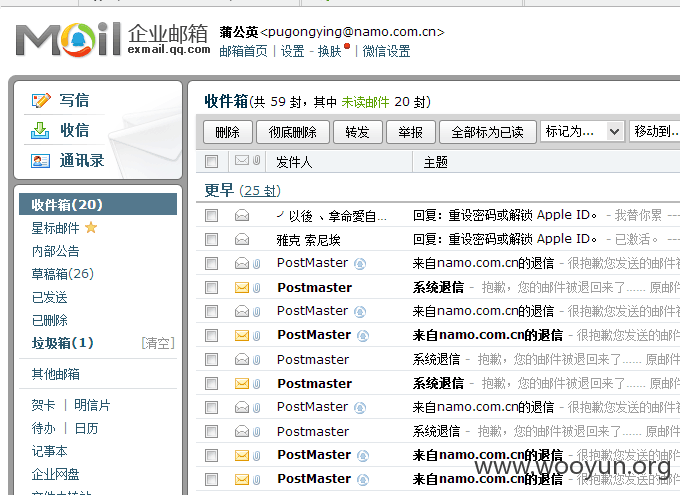 Mail 企业邮箱 exmail.qq.com
蒲公英<pugongying@namo.com.cn>
邮箱首页 | 设置 - 换肤 | 微信设置
写信
收信
通讯录
收件箱(20)
星标邮件
内部公告
草稿箱(26)
已发送
已删除
垃圾箱(1) [清空]
其他邮箱
贺卡 | 明信片
待办 | 日历
记事本
企业网盘
收件箱(共 59 封，其中 未读邮件 20 封)
删除 彻底删除 转发 举报 全部标为已读 标记为... 移动到...
发件人 主题
更早 (25 封)
以後 、拿命愛自... 回复：重设密码或解锁 Apple ID。 - 我替你累 ---
雅克 索尼埃 回复：重设密码或解锁 Apple ID。 - 已激活。 ---
PostMaster 来自namo.com.cn的退信 - 很抱歉您发送的邮件被
Postmaster 系统退信 - 抱歉，您的邮件被退回来了…… 原邮件
PostMaster 来自namo.com.cn的退信 - 很抱歉您发送的邮件被
PostMaster 来自namo.com.cn的退信 - 很抱歉您发送的邮件
Postmaster 系统退信 - 抱歉，您的邮件被退回来了…… 原邮件
Postmaster 系统退信 - 抱歉，您的邮件被退回来了…… 原邮件
PostMaster 来自namo.com.cn的退信 - 很抱歉您发送的邮件被
Postmaster 系统退信 - 抱歉，您的邮件被退回来了…… 原邮件
PostMaster 来自namo.com.cn的退信 - 很抱歉您发送的邮件
PostMaster 来自namo.com.cn的退信 - 很抱歉您发送的邮件
www.wooyun.org